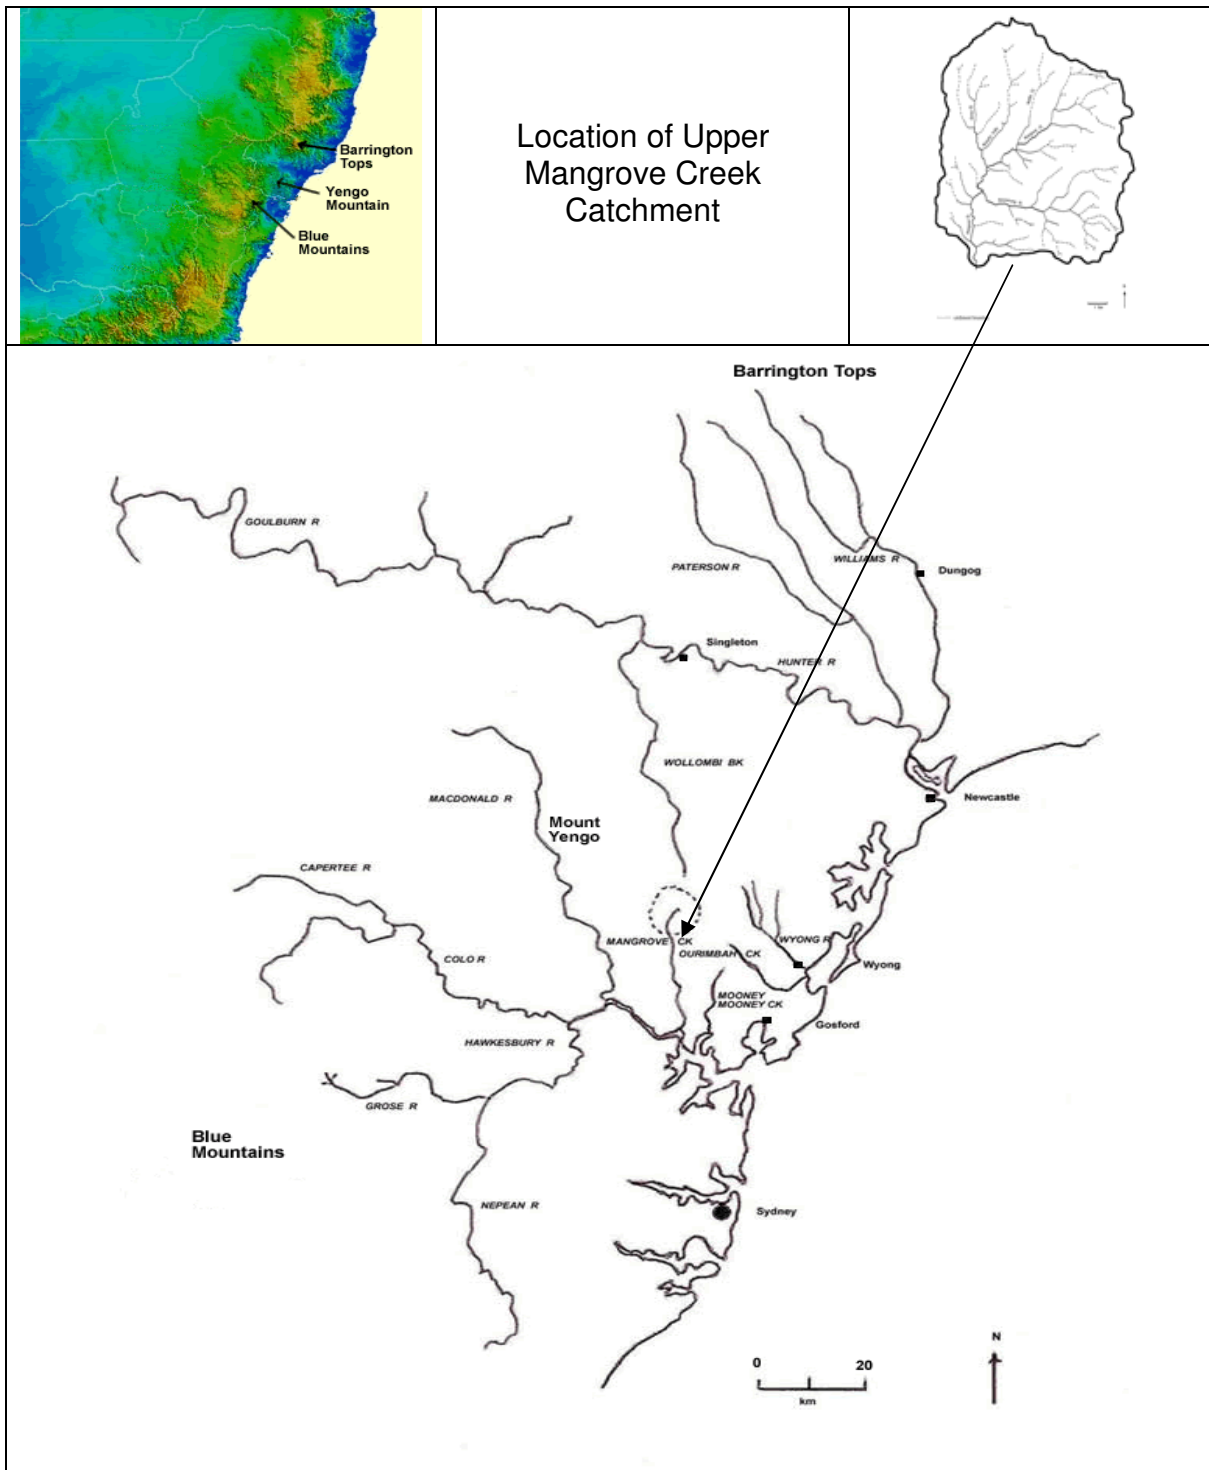 Barrington
Tops
Yengo
Mountain
Blue
Mountains
Location of Upper
Mangrove Creek
Catchment
Barrington Tops
GOULBURN R
PATERSON R
WILLIAMS R
Dungog
Singleton
HUNTER R
WOLLOMBI BK
MACDONALD R
Newcastle
Mount
Yengo
CAPERTEE R
MANGROVE CK
OURIMBAH CK
WYONG R
COLO R
Wyong
MOONEY
MOONEY CK
Gosford
HAWKESBURY R
GROSE R
Blue
Mountains
NEPEAN R
Sydney
N
0 20
km